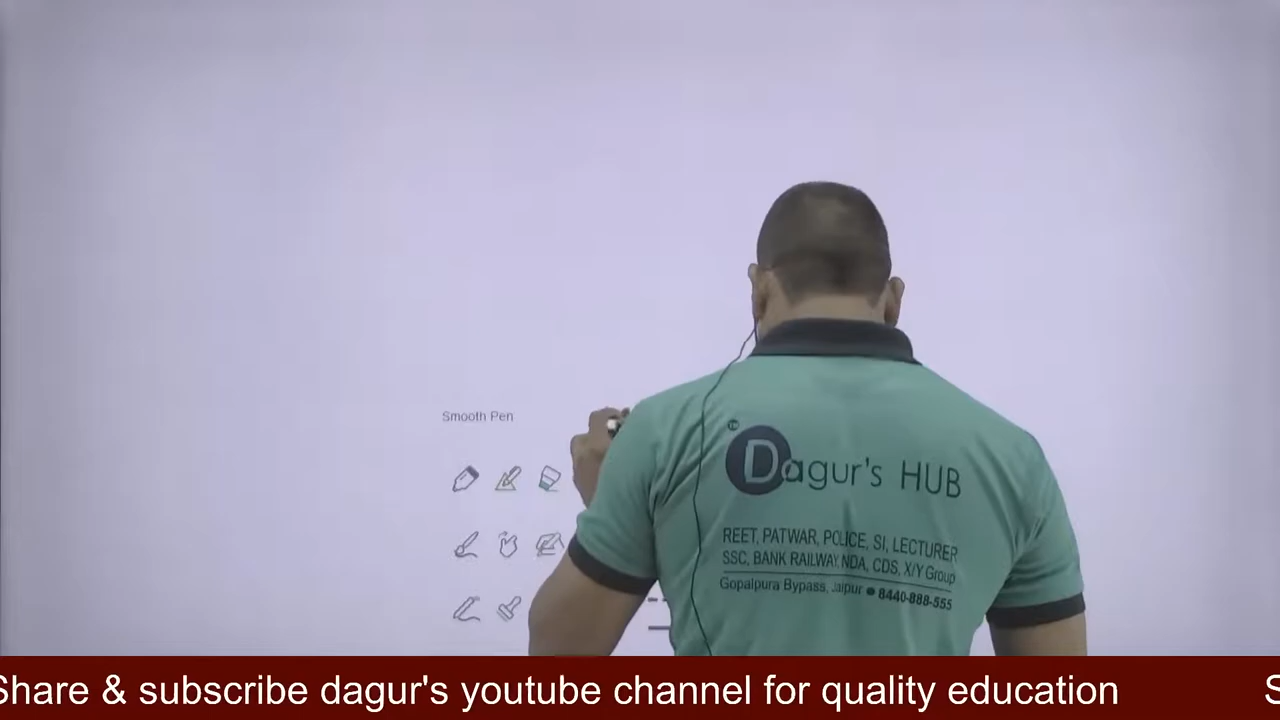 Smooth Pen
TM
Dagur's HUB
REET, PATWAR, POLICE, SI, LECTURER
SSC, BANK RAILWAY, NDA, CDS, X/Y Group
Gopalpura Bypass, Jaipur ● 8440-888-555
Share & subscribe dagur's youtube channel for quality education S